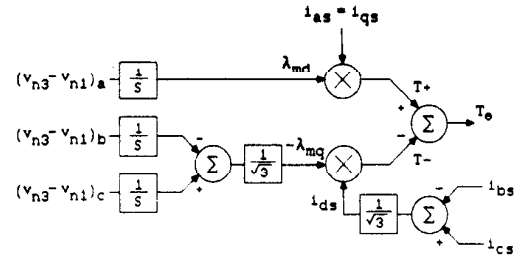 i_as = i_qs
(v_n3 - v_n1)_a
1/S
λ_md
T+
+
Σ
T_e
(v_n3 - v_n1)_b
1/S
-
Σ
1/√3
-λ_mq
-
T-
+
(v_n3 - v_n1)_c
1/S
i_ds
1/√3
Σ
-
i_bs
+
i_cs